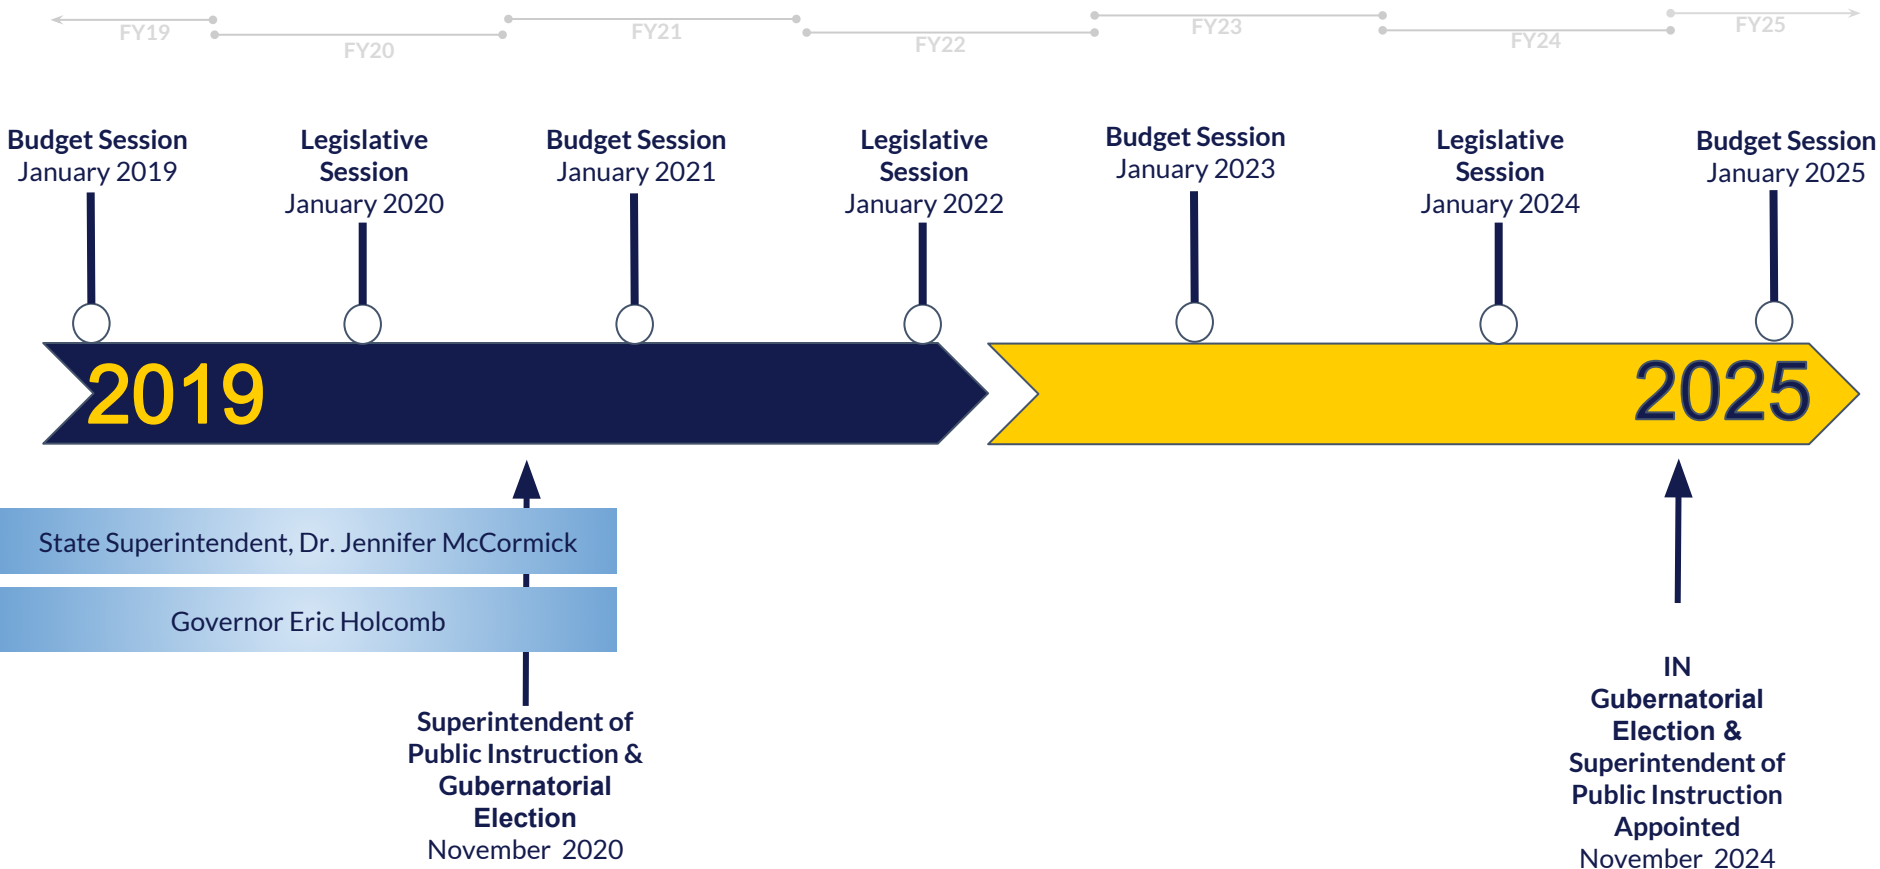 FY19
FY20
FY21
FY22
FY23
FY24
FY25
Budget Session
January 2019
Legislative
Session
January 2020
Budget Session
January 2021
Legislative
Session
January 2022
Budget Session
January 2023
Legislative
Session
January 2024
Budget Session
January 2025
2019
2025
State Superintendent, Dr. Jennifer McCormick
Governor Eric Holcomb
Superintendent of
Public Instruction &
Gubernatorial
Election
November 2020
IN
Gubernatorial
Election &
Superintendent of
Public Instruction
Appointed
November 2024